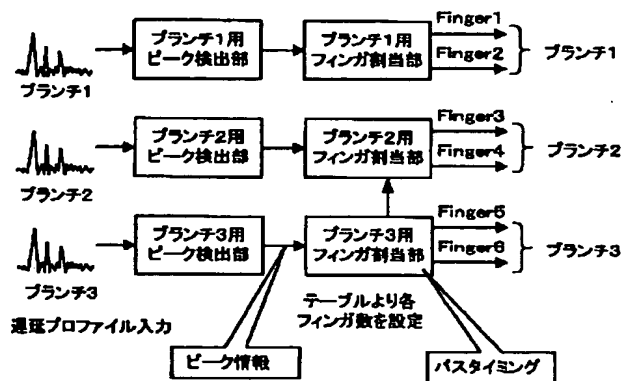 ブランチ1用
ピーク検出部
ブランチ1用
フィンガ割当部
Finger1
Finger2
ブランチ1
ブランチ1
ブランチ2用
ピーク検出部
ブランチ2用
フィンガ割当部
Finger3
Finger4
ブランチ2
ブランチ2
ブランチ3用
ピーク検出部
ブランチ3用
フィンガ割当部
Finger5
Finger6
ブランチ3
ブランチ3
遅延プロファイル入力
テーブルより各
フィンガ数を設定
ピーク情報
パスタイミング